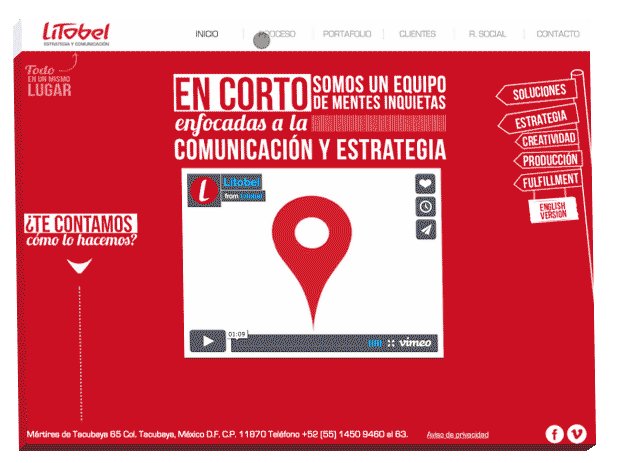 LiTobel
ESTRATEGIA Y COMUNICACIÓN
INICIO
PROCESO
PORTAFOLIO
CLIENTES
R. SOCIAL
CONTACTO
Todo
EN UN MISMO
LUGAR
EN CORTO SOMOS UN EQUIPO
DE MENTES INQUIETAS
enfocadas a la
COMUNICACIÓN Y ESTRATEGIA
SOLUCIONES
ESTRATEGIA
CREATIVIDAD
PRODUCCIÓN
FULFILLMENT
ENGLISH
VERSION
Litobel
from Litobel
01:09
vimeo
¿TE CONTAMOS
cómo lo hacemos?
Mártires de Tacubaya 65 Col. Tacubaya, México D.F. C.P. 11870 Teléfono +52 (55) 1450 9460 al 63.
Aviso de privacidad